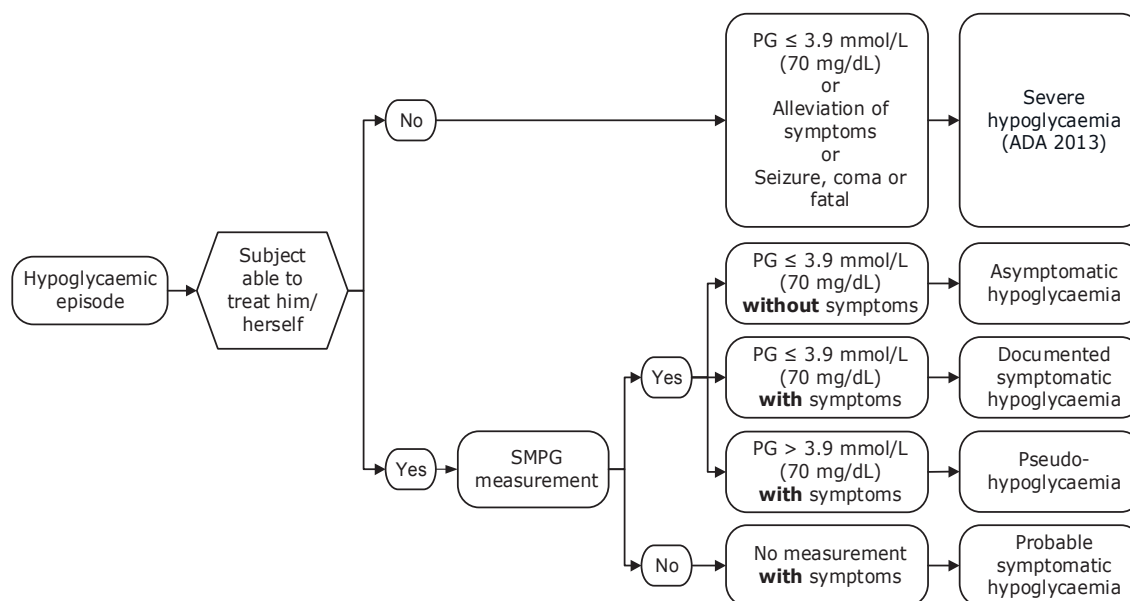 Hypoglycaemic
episode
Subject
able to
treat him/
herself
No
PG ≤ 3.9 mmol/L
(70 mg/dL)
or
Alleviation of
symptoms
or
Seizure, coma or
fatal
Severe
hypoglycaemia
(ADA 2013)
Yes
SMPG
measurement
Yes
PG ≤ 3.9 mmol/L
(70 mg/dL)
without symptoms
Asymptomatic
hypoglycaemia
PG ≤ 3.9 mmol/L
(70 mg/dL)
with symptoms
Documented
symptomatic
hypoglycaemia
PG > 3.9 mmol/L
(70 mg/dL)
with symptoms
Pseudo-
hypoglycaemia
No
No measurement
with symptoms
Probable
symptomatic
hypoglycaemia